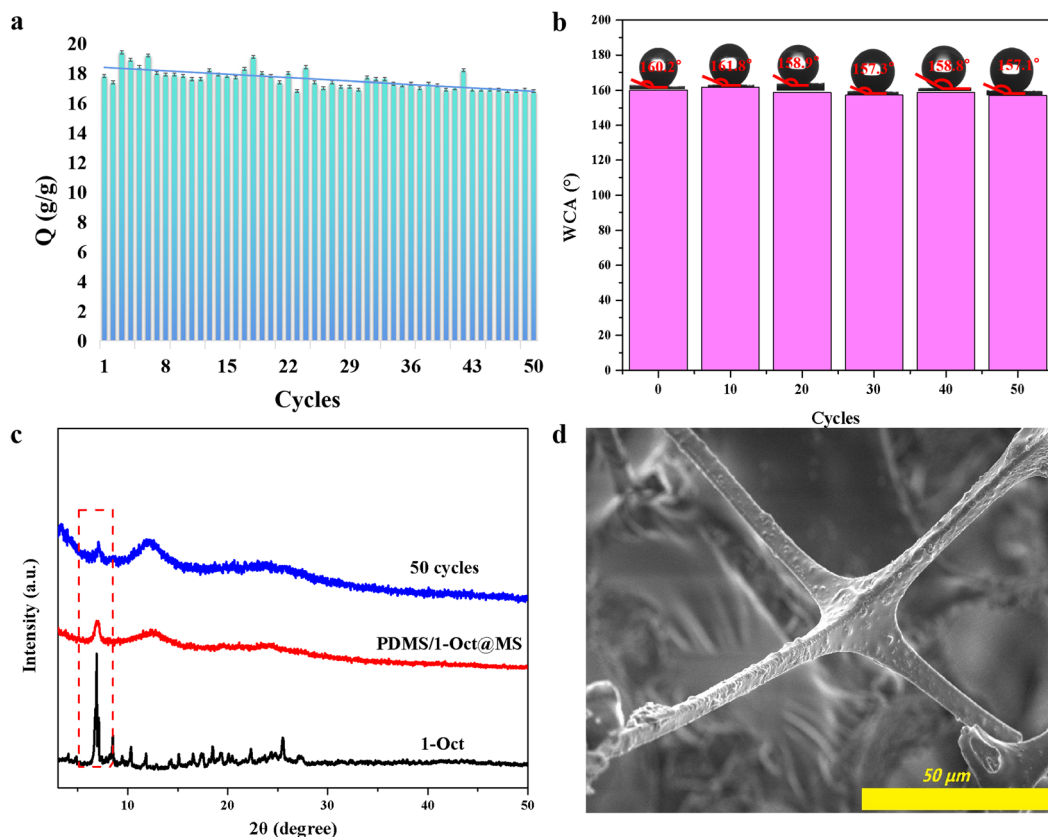 a
20
18
16
14
12
10
8
6
4
2
0
Q (g/g)
1 8 15 22 29 36 43 50
Cycles
b
200
180
160
140
120
100
80
60
40
20
0
WCA (°)
160.2° 161.8° 158.9° 157.3° 158.8° 157.1°
0 10 20 30 40 50
Cycles
c
Intensity (a.u.)
50 cycles
PDMS/1-Oct@MS
1-Oct
10 20 30 40 50
2θ (degree)
d
50 µm